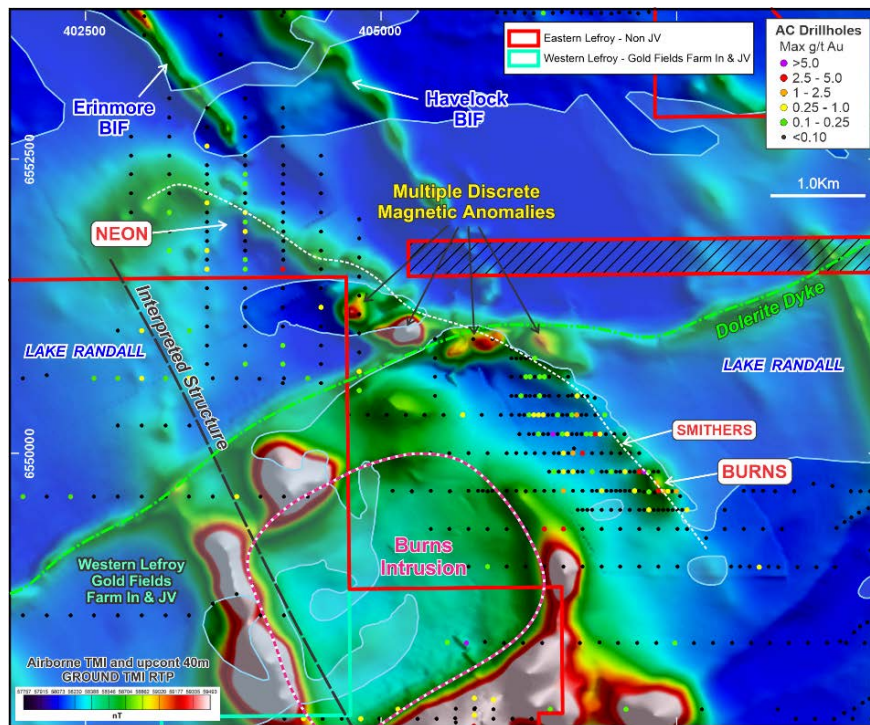 402500
405000
Eastern Lefroy - Non JV
Western Lefroy - Gold Fields Farm In & JV
AC Drillholes
Max g/t Au
>5.0
2.5 - 5.0
1 - 2.5
0.25 - 1.0
0.1 - 0.25
<0.10
Erinmore
BIF
Havelock
BIF
6552500
1.0Km
Multiple Discrete
Magnetic Anomalies
NEON
Interpreted Structure
Dolerite Dyke
LAKE RANDALL
LAKE RANDALL
SMITHERS
6550000
BURNS
Burns
Intrusion
Western Lefroy
Gold Fields
Farm In & JV
Airborne TMI and upcont 40m
GROUND TMI RTP
nT